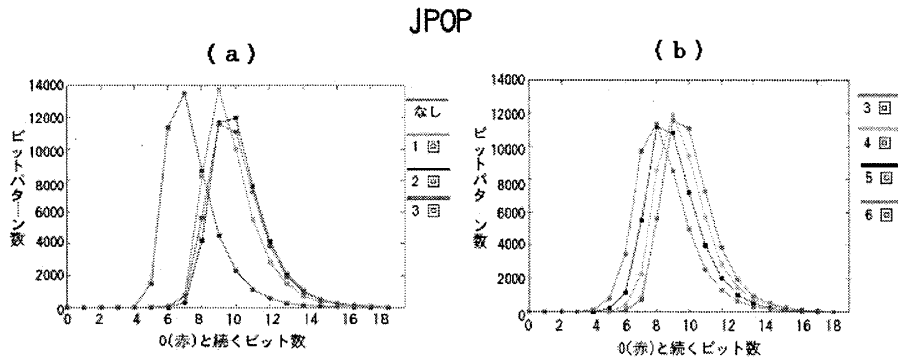 JPOP
(a)
14000
12000
10000
8000
6000
4000
2000
0
0 2 4 6 8 10 12 14 16 18
ビットパターン数
0(赤)と続くビット数
なし
1 回
2 回
3 回
(b)
14000
12000
10000
8000
6000
4000
2000
0
0 2 4 6 8 10 12 14 16 18
ビットパターン数
0(赤)と続くビット数
3 回
4 回
5 回
6 回